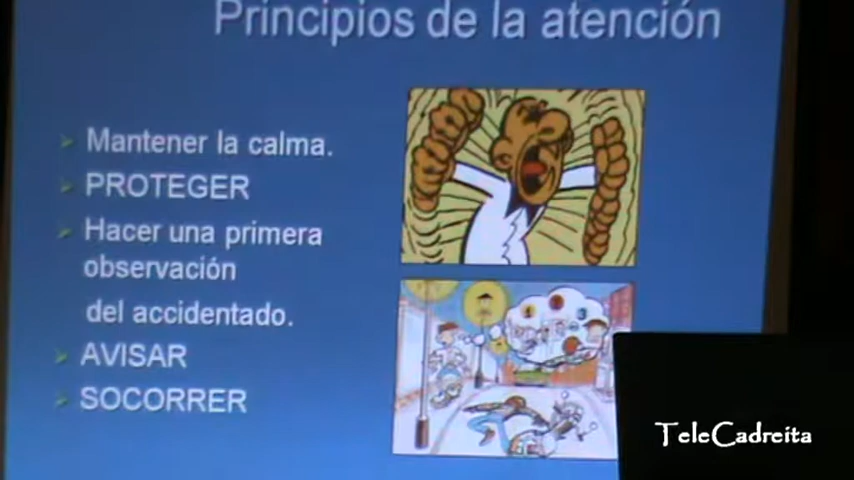 Principios de la atención
Mantener la calma.
PROTEGER
Hacer una primera
observación
del accidentado.
AVISAR
SOCORRER
TeleCadreita